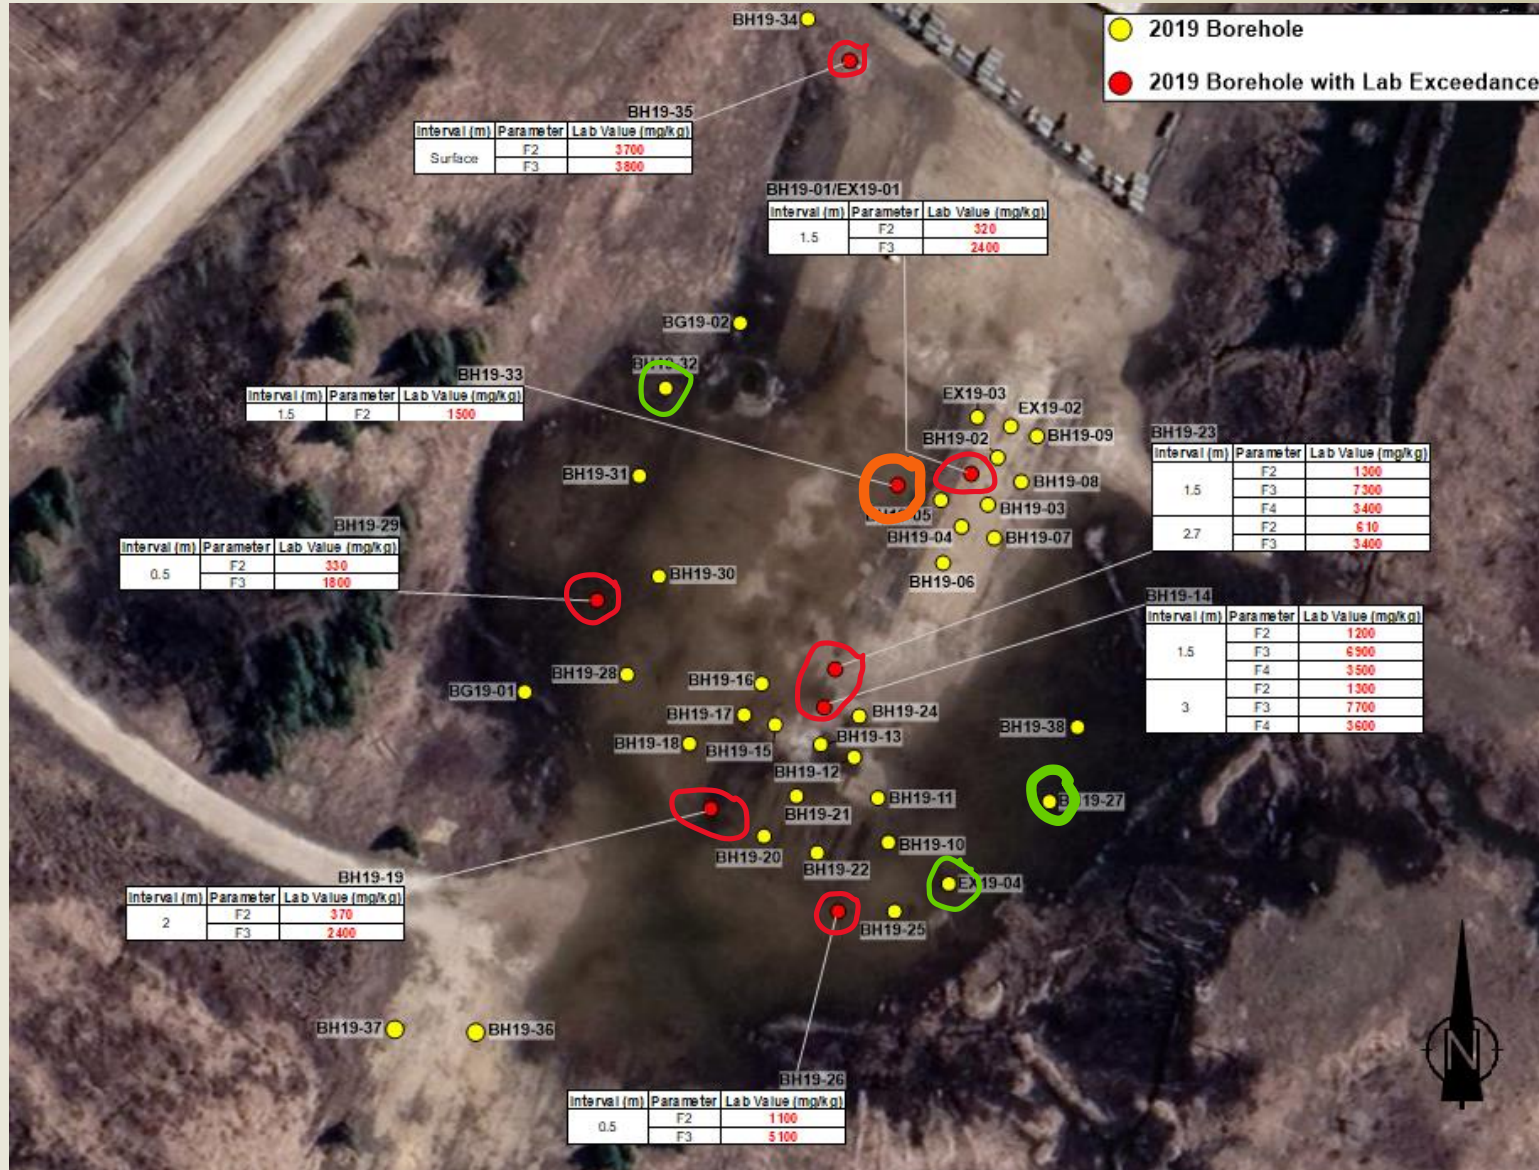 BH19-34
2019 Borehole
2019 Borehole with Lab Exceedance
BH19-35
Interval (m) Parameter Lab Value (mg/kg)
Surface F2 3700
F3 3800
BH19-01/EX19-01
Interval (m) Parameter Lab Value (mg/kg)
1.5 F2 320
F3 2400
BG19-02
BH19-32
BH19-33
Interval (m) Parameter Lab Value (mg/kg)
1.5 F2 1500
EX19-03
EX19-02
BH19-02
BH19-09
BH19-23
Interval (m) Parameter Lab Value (mg/kg)
1.5 F2 1300
F3 7300
F4 3400
2.7 F2 610
F3 3400
BH19-31
BH19-08
BH19-05
BH19-03
BH19-04
BH19-07
BH19-29
Interval (m) Parameter Lab Value (mg/kg)
0.5 F2 330
F3 1800
BH19-30
BH19-06
BH19-14
Interval (m) Parameter Lab Value (mg/kg)
1.5 F2 1200
F3 6900
F4 3500
3 F2 1300
F3 7700
F4 3600
BH19-28
BG19-01
BH19-16
BH19-17
BH19-24
BH19-38
BH19-18
BH19-15
BH19-13
BH19-12
BH19-11
BH19-27
BH19-21
BH19-10
BH19-20
BH19-22
BH19-19
Interval (m) Parameter Lab Value (mg/kg)
2 F2 370
F3 2400
EX19-04
BH19-25
BH19-37
BH19-36
N
BH19-26
Interval (m) Parameter Lab Value (mg/kg)
0.5 F2 1100
F3 5100